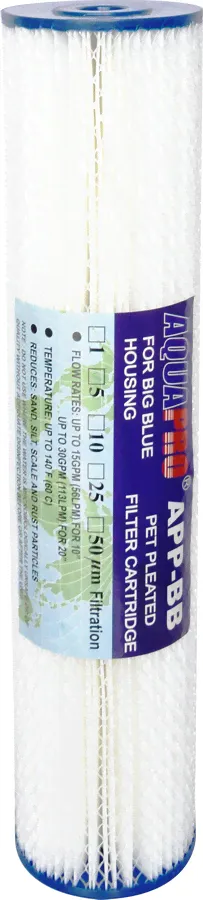 AQUAPRO® APP-BB
FOR BIG BLUE HOUSING
PET PLEATED FILTER CARTRIDGE
□1 □5 □10 □25 □50μm Filtration
• FLOW RATES: UP TO 15GPM (56LPM) FOR 10"
UP TO 30GPM (113LPM) FOR 20"
• TEMPERATURE: UP TO 140 F (60 C)
• REDUCES: SAND, SILT, SCALE AND RUST PARTICLES